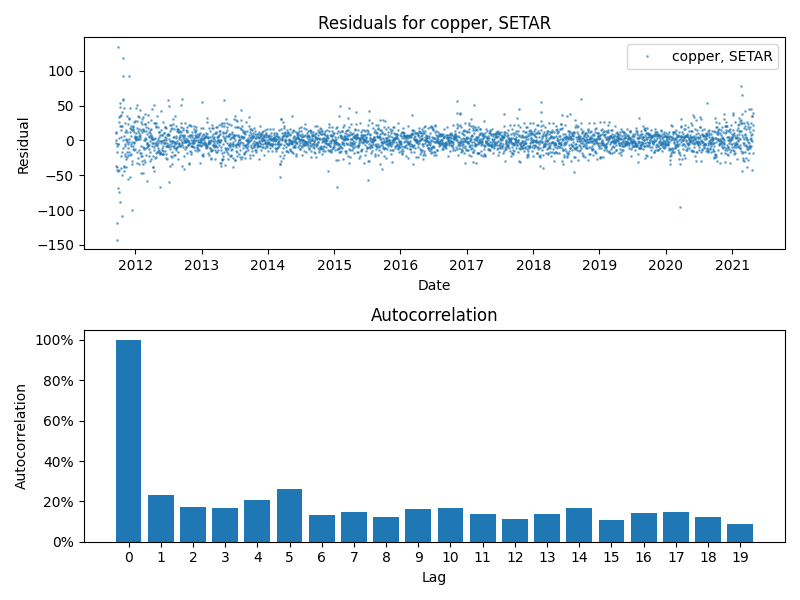 Residuals for copper, SETAR
copper, SETAR
100
50
0
−50
−100
−150
Residual
2012 2013 2014 2015 2016 2017 2018 2019 2020 2021
Date
Autocorrelation
100%
80%
60%
40%
20%
0%
Autocorrelation
0 1 2 3 4 5 6 7 8 9 10 11 12 13 14 15 16 17 18 19
Lag